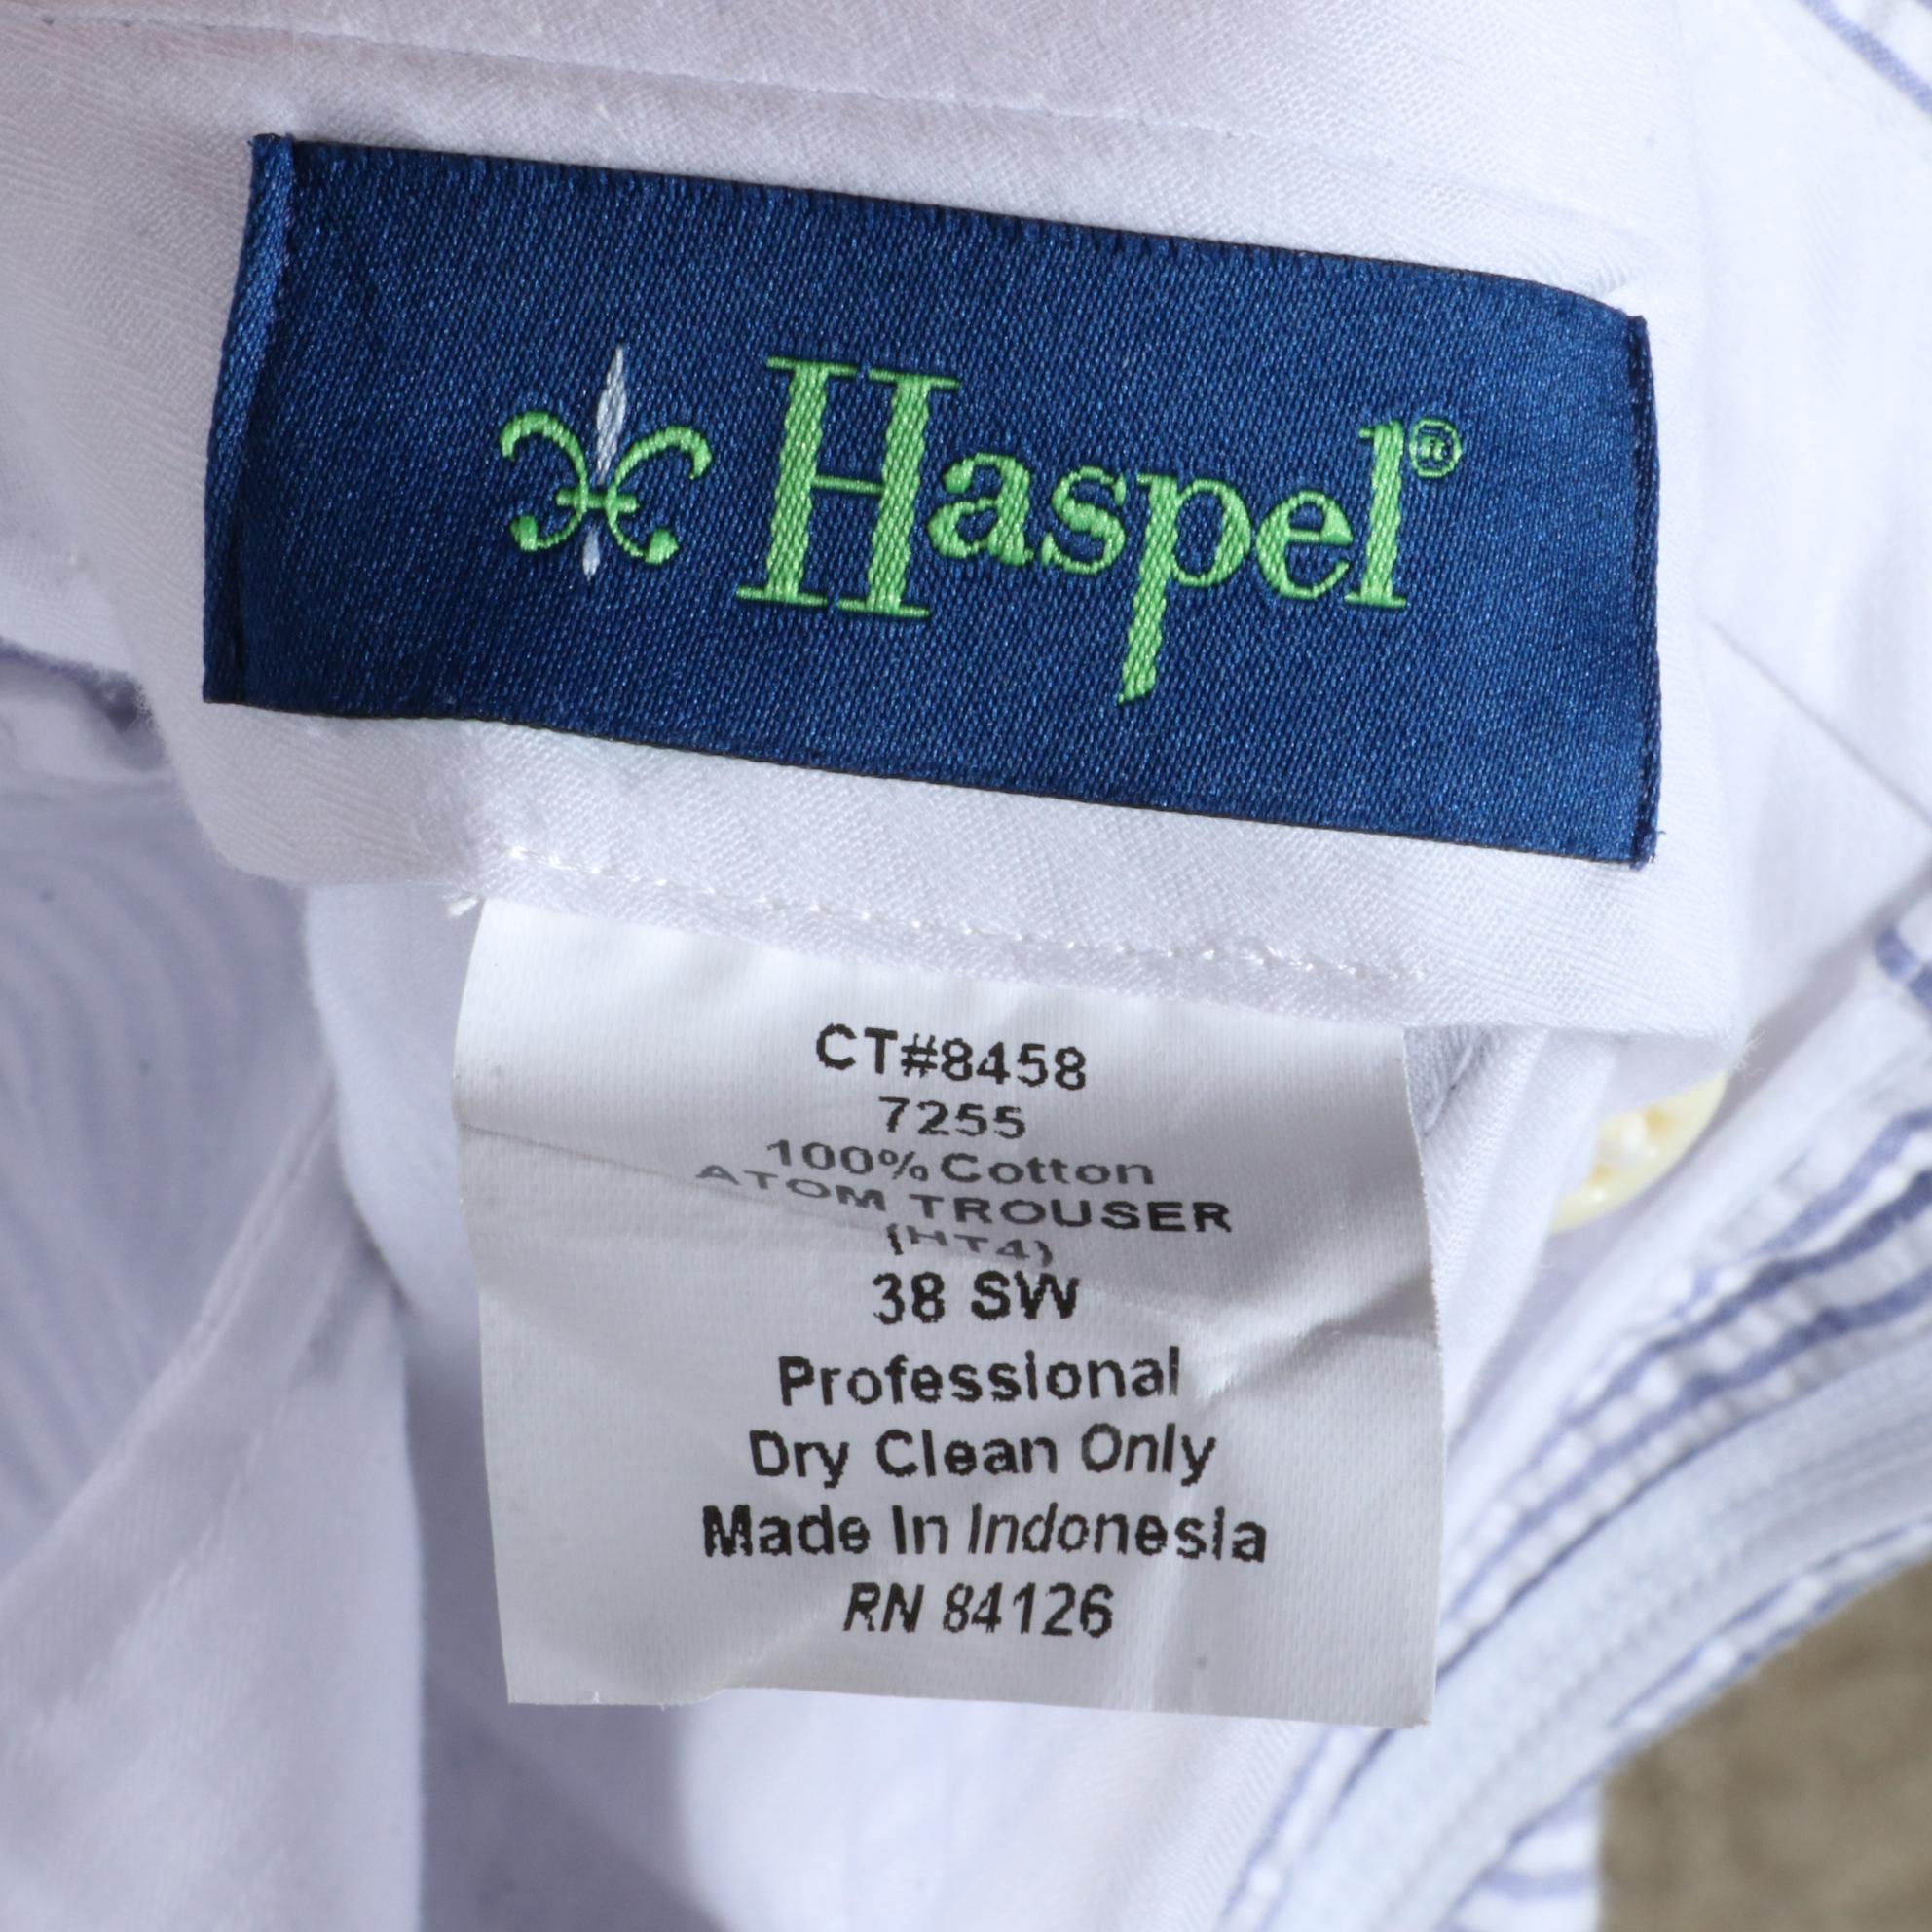 Haspel®
CT#8458
7255
100% Cotton
ATOM TROUSER
(HT4)
38 SW
Professional
Dry Clean Only
Made In Indonesia
RN 84126